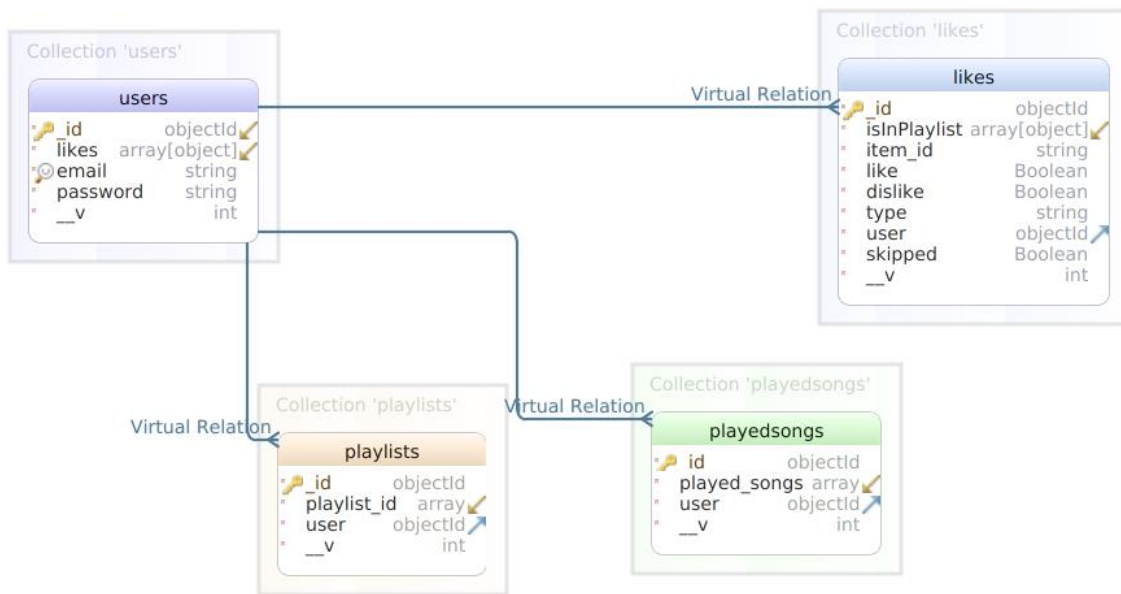 Collection 'users'
users
_id objectId
likes array[object]
email string
password string
__v int
Virtual Relation
Collection 'likes'
likes
_id objectId
isInPlaylist array[object]
item_id string
like Boolean
dislike Boolean
type string
user objectId
skipped Boolean
__v int
Virtual Relation
Collection 'playlists'
playlists
_id objectId
playlist_id array
user objectId
__v int
Virtual Relation
Collection 'playedsongs'
playedsongs
id objectId
played_songs array
user objectId
__v int